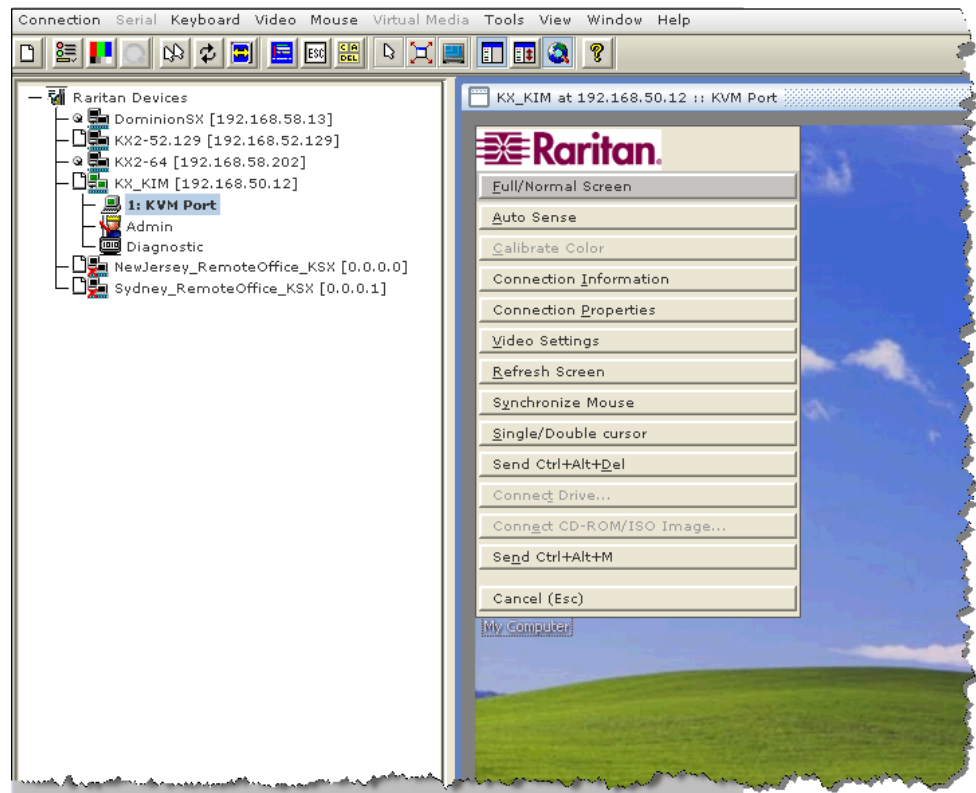 Connection Serial Keyboard Video Mouse Virtual Media Tools View Window Help
ESC
C A
DEL
Raritan Devices
DominionSX [192.168.58.13]
KX2-52.129 [192.168.52.129]
KX2-64 [192.168.58.202]
KX_KIM [192.168.50.12]
1: KVM Port
Admin
Diagnostic
NewJersey_RemoteOffice_KSX [0.0.0.0]
Sydney_RemoteOffice_KSX [0.0.0.1]
KX_KIM at 192.168.50.12 :: KVM Port
Raritan.
Full/Normal Screen
Auto Sense
Calibrate Color
Connection Information
Connection Properties
Video Settings
Refresh Screen
Synchronize Mouse
Single/Double cursor
Send Ctrl+Alt+Del
Connect Drive...
Connect CD-ROM/ISO Image...
Send Ctrl+Alt+M
Cancel (Esc)
My Computer